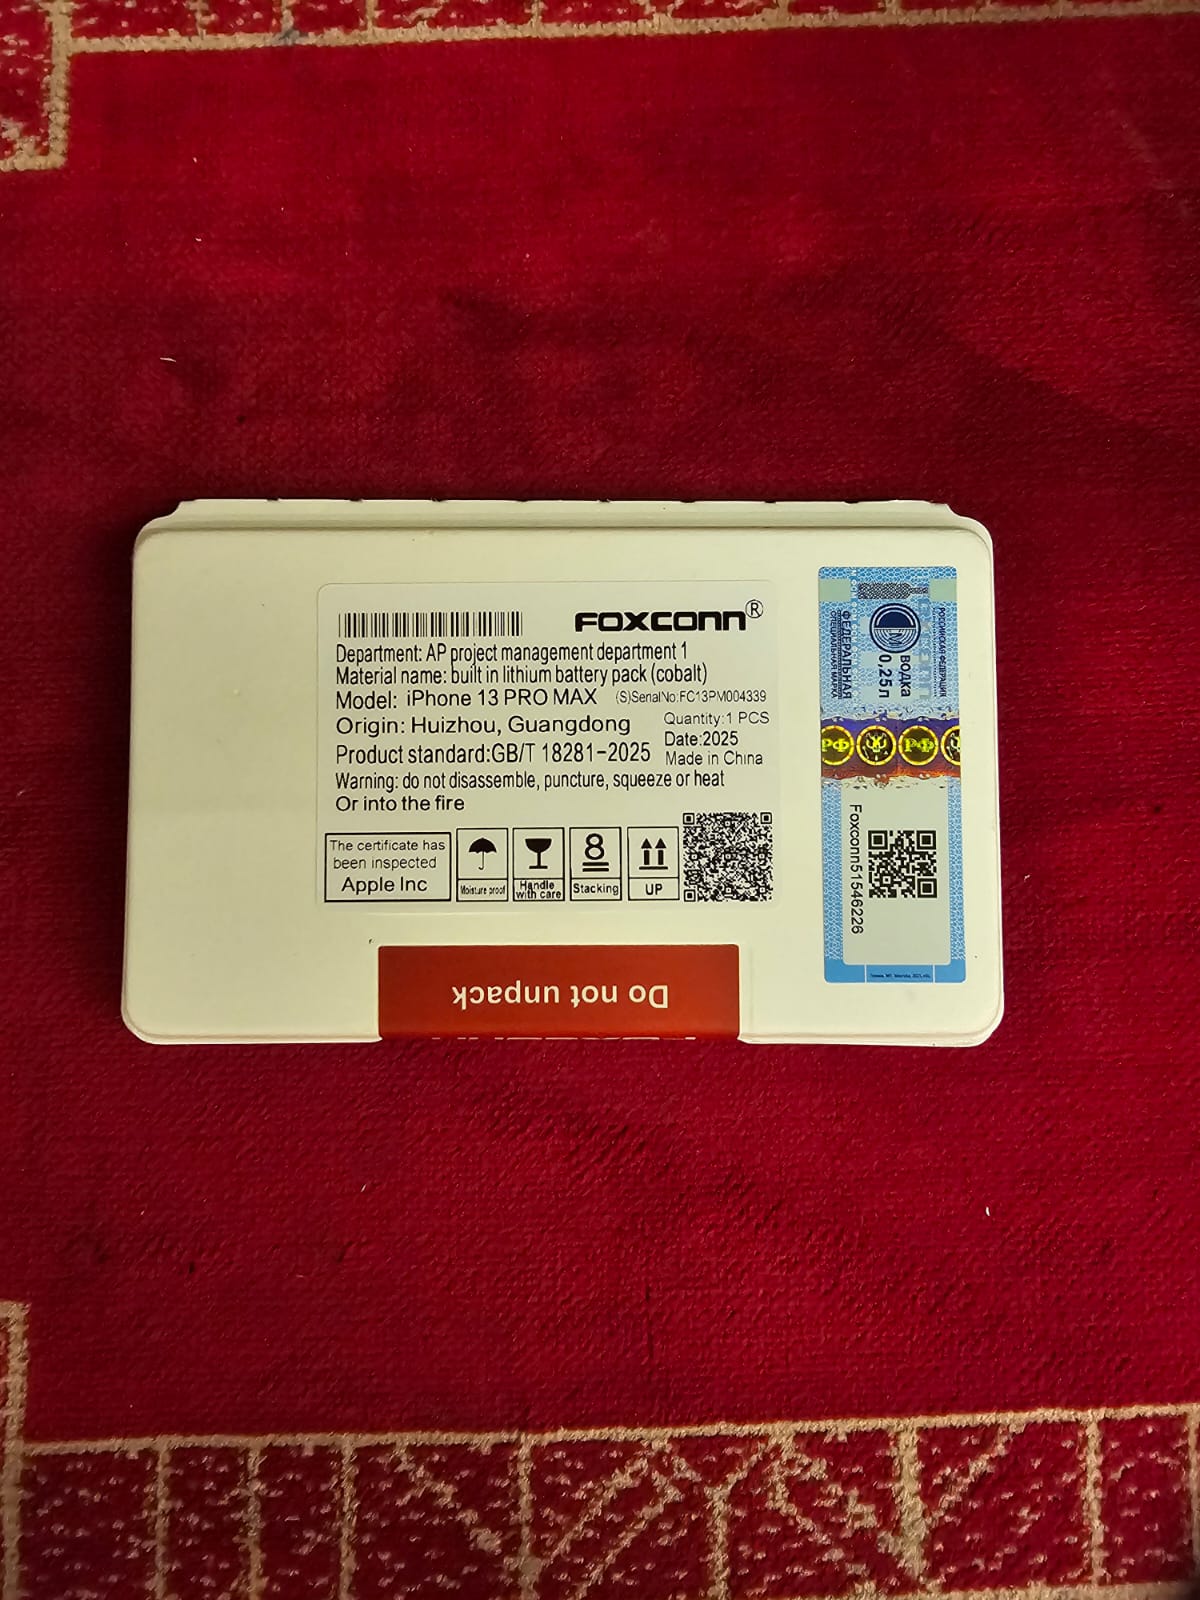 FOXCONN®
Department: AP project management department 1
Material name: built in lithium battery pack (cobalt)
Model: iPhone 13 PRO MAX (S)SerialNo:FC13PM004339
Origin: Huizhou, Guangdong
Quantity:1 PCS
Product standard:GB/T 18281-2025
Date:2025
Made in China
Warning: do not disassemble, puncture, squeeze or heat
Or into the fire
The certificate has
been inspected
Apple Inc
Moisture proof
Handle
with care
8
Stacking
UP
Do not unpack
РОССИЙСКАЯ ФЕДЕРАЦИЯ
ВОДКА
0,25л
ФЕДЕРАЛЬНАЯ
СПЕЦИАЛЬНАЯ МАРКА
РФ
РФ
Foxconn51546226